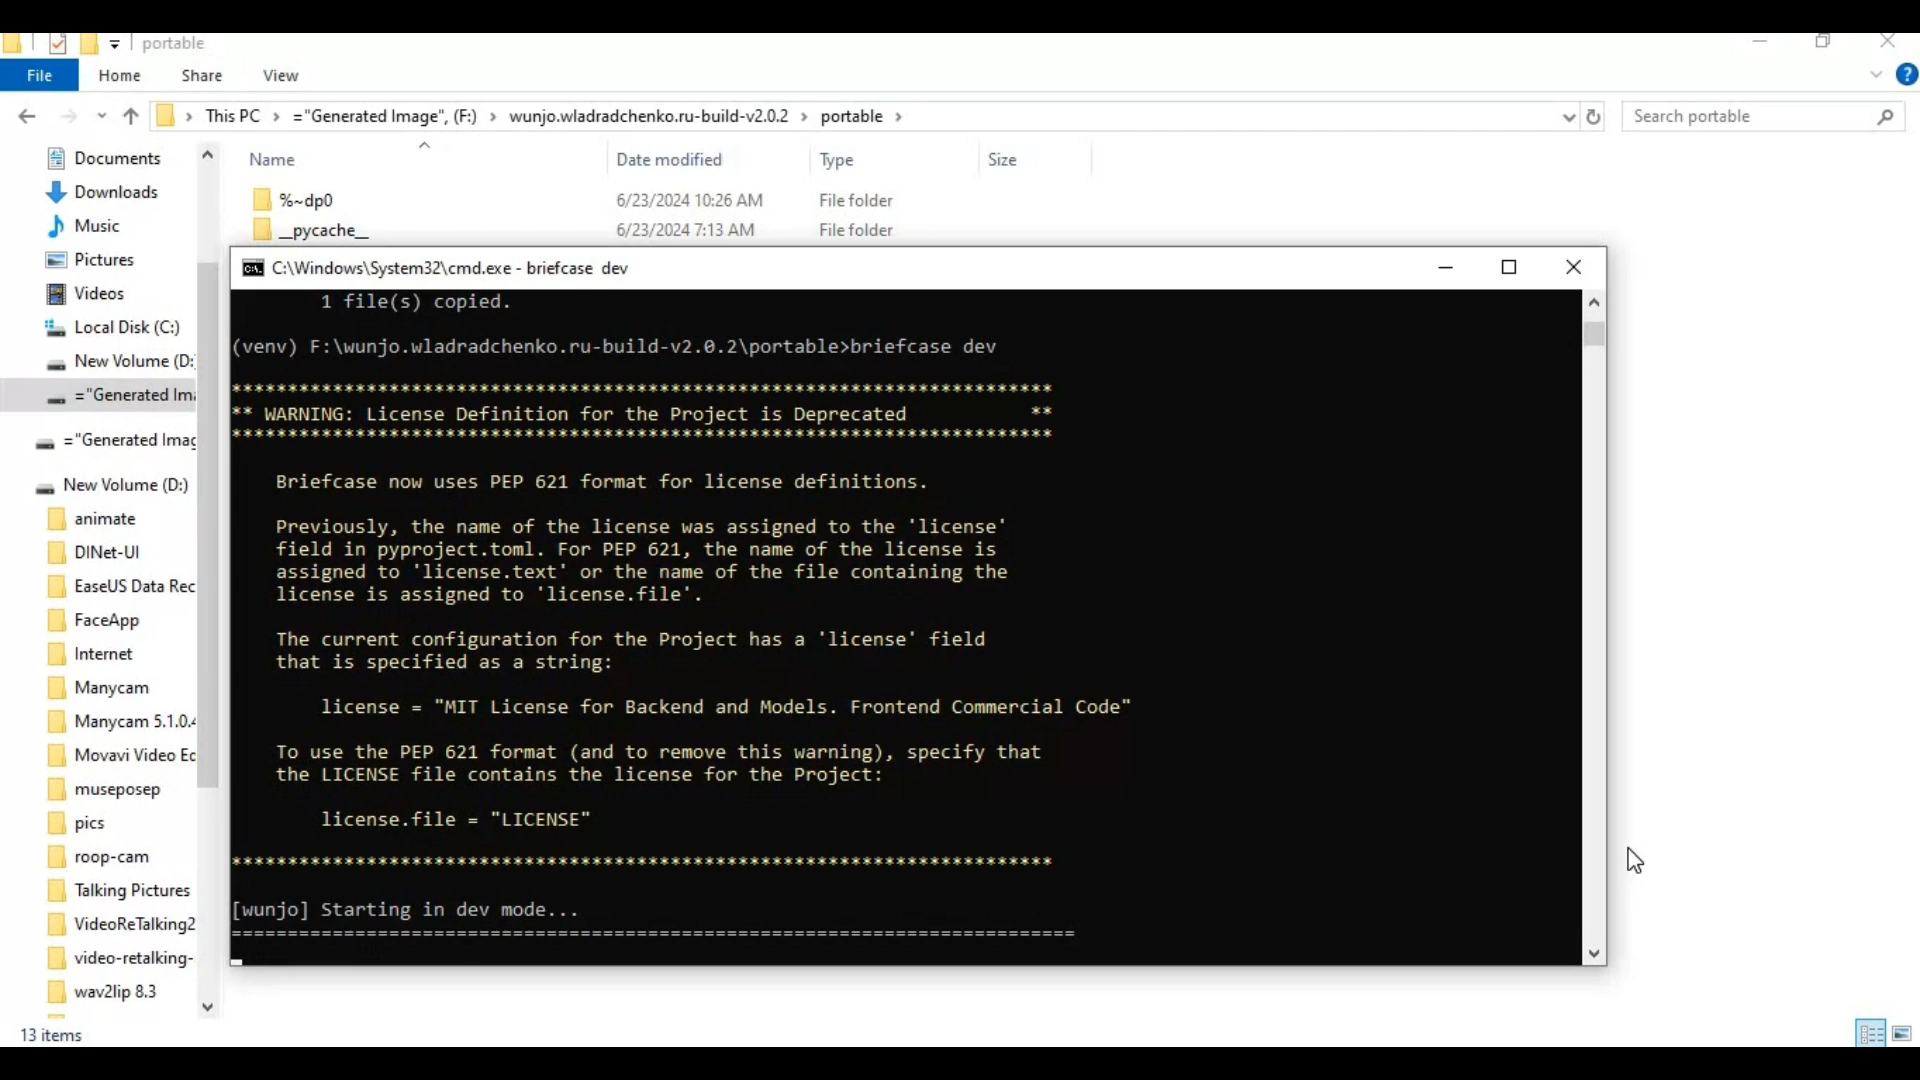 portable
File Home Share View
This PC > ="Generated Image", (F:) > wunjo.wladradchenko.ru-build-v2.0.2 > portable >
Search portable
Documents
Downloads
Music
Pictures
Videos
Local Disk (C:)
New Volume (D:
="Generated Ima
="Generated Imag
New Volume (D:)
animate
DINet-UI
EaseUS Data Rec
FaceApp
Internet
Manycam
Manycam 5.1.0.4
Movavi Video Ed
museposep
pics
roop-cam
Talking Pictures
VideoReTalking2
video-retalking-
wav2lip 8.3
Name Date modified Type Size
%~dp0 6/23/2024 10:26 AM File folder
__pycache__ 6/23/2024 7:13 AM File folder
C:\Windows\System32\cmd.exe - briefcase dev
1 file(s) copied.
(venv) F:\wunjo.wladradchenko.ru-build-v2.0.2\portable>briefcase dev
*************************************************************************
** WARNING: License Definition for the Project is Deprecated **
*************************************************************************
Briefcase now uses PEP 621 format for license definitions.
Previously, the name of the license was assigned to the 'license'
field in pyproject.toml. For PEP 621, the name of the license is
assigned to 'license.text' or the name of the file containing the
license is assigned to 'license.file'.
The current configuration for the Project has a 'license' field
that is specified as a string:
license = "MIT License for Backend and Models. Frontend Commercial Code"
To use the PEP 621 format (and to remove this warning), specify that
the LICENSE file contains the license for the Project:
license.file = "LICENSE"
*************************************************************************
[wunjo] Starting in dev mode...
===========================================================================
13 items